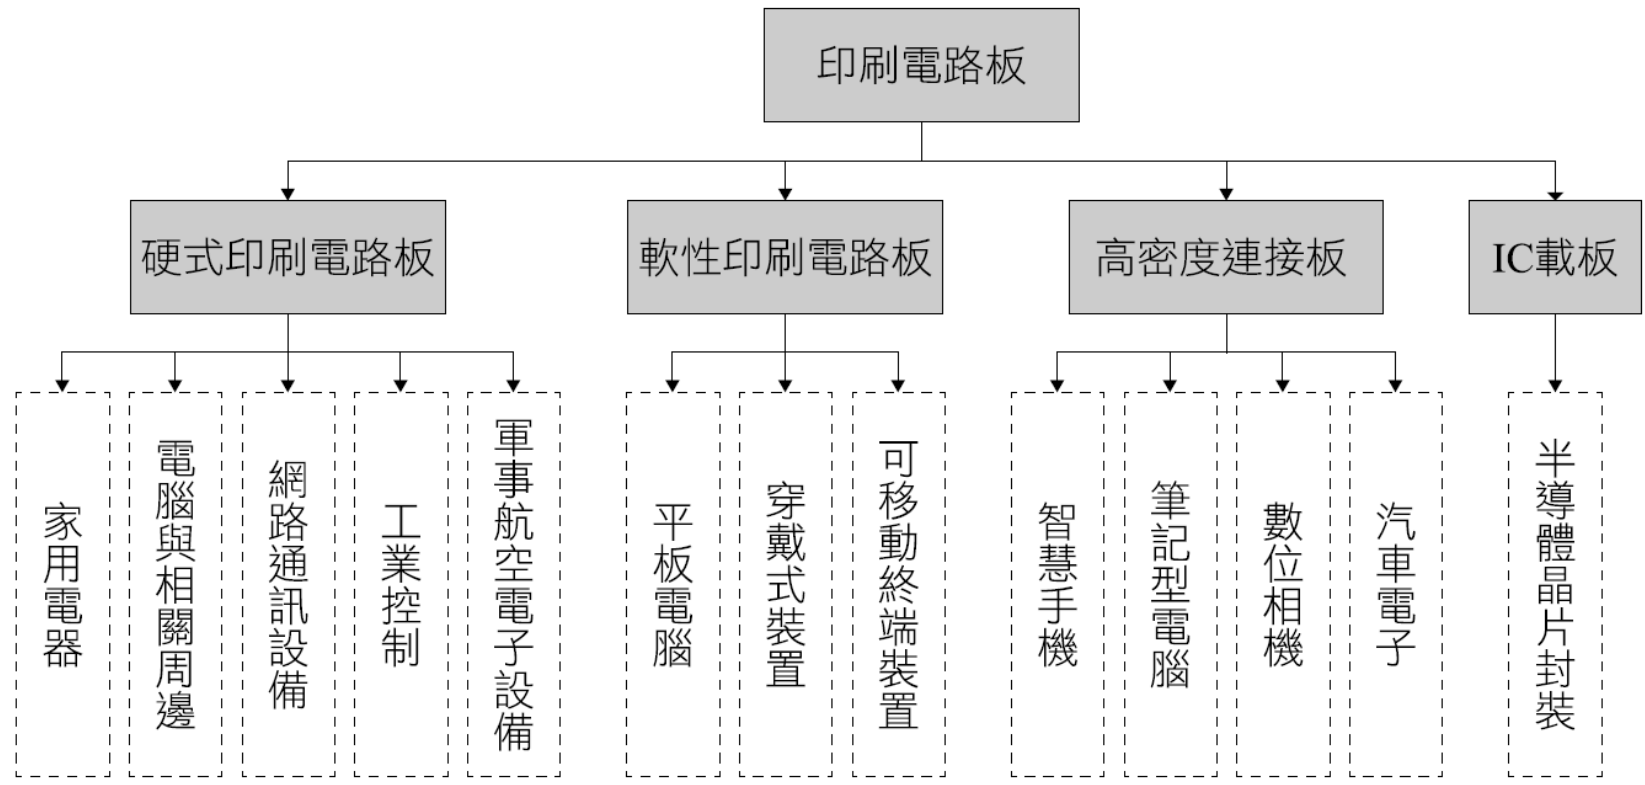 印刷電路板
硬式印刷電路板
軟性印刷電路板
高密度連接板
IC載板
家用電器
電腦與相關周邊
網路通訊設備
工業控制
軍事航空電子設備
平板電腦
穿戴式裝置
可移動終端裝置
智慧手機
筆記型電腦
數位相機
汽車電子
半導體晶片封裝